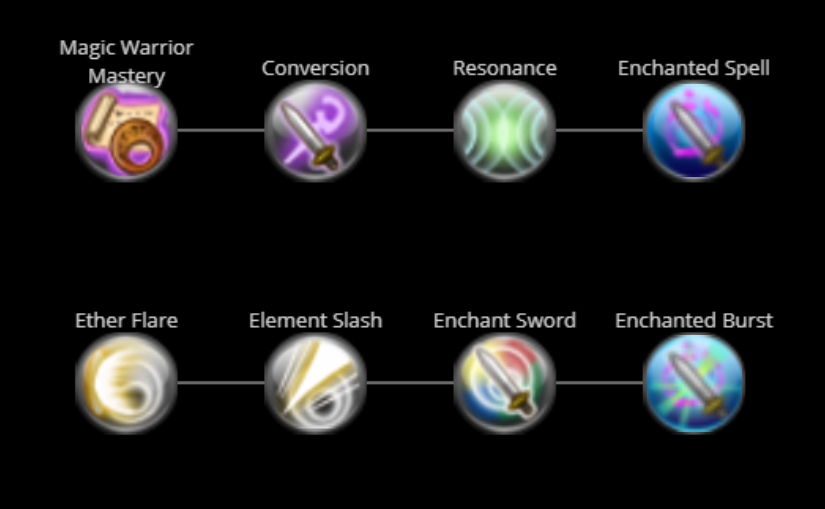 Magic Warrior
Mastery
Conversion
Resonance
Enchanted Spell
Ether Flare
Element Slash
Enchant Sword
Enchanted Burst